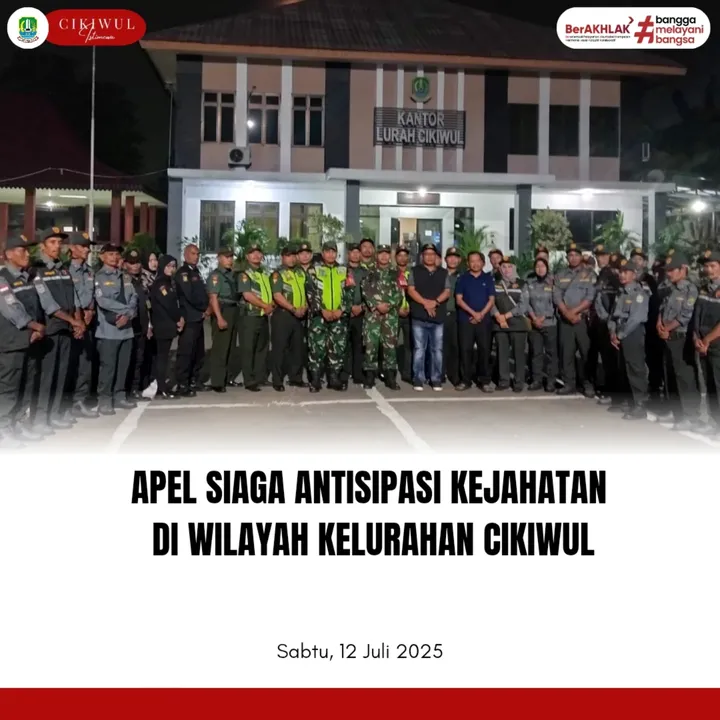 CIKIWUL
Istimewa
BerAKHLAK
#bangga
melayani
bangsa
KANTOR
LURAH CIKIWUL
APEL SIAGA ANTISIPASI KEJAHATAN
DI WILAYAH KELURAHAN CIKIWUL
Sabtu, 12 Juli 2025